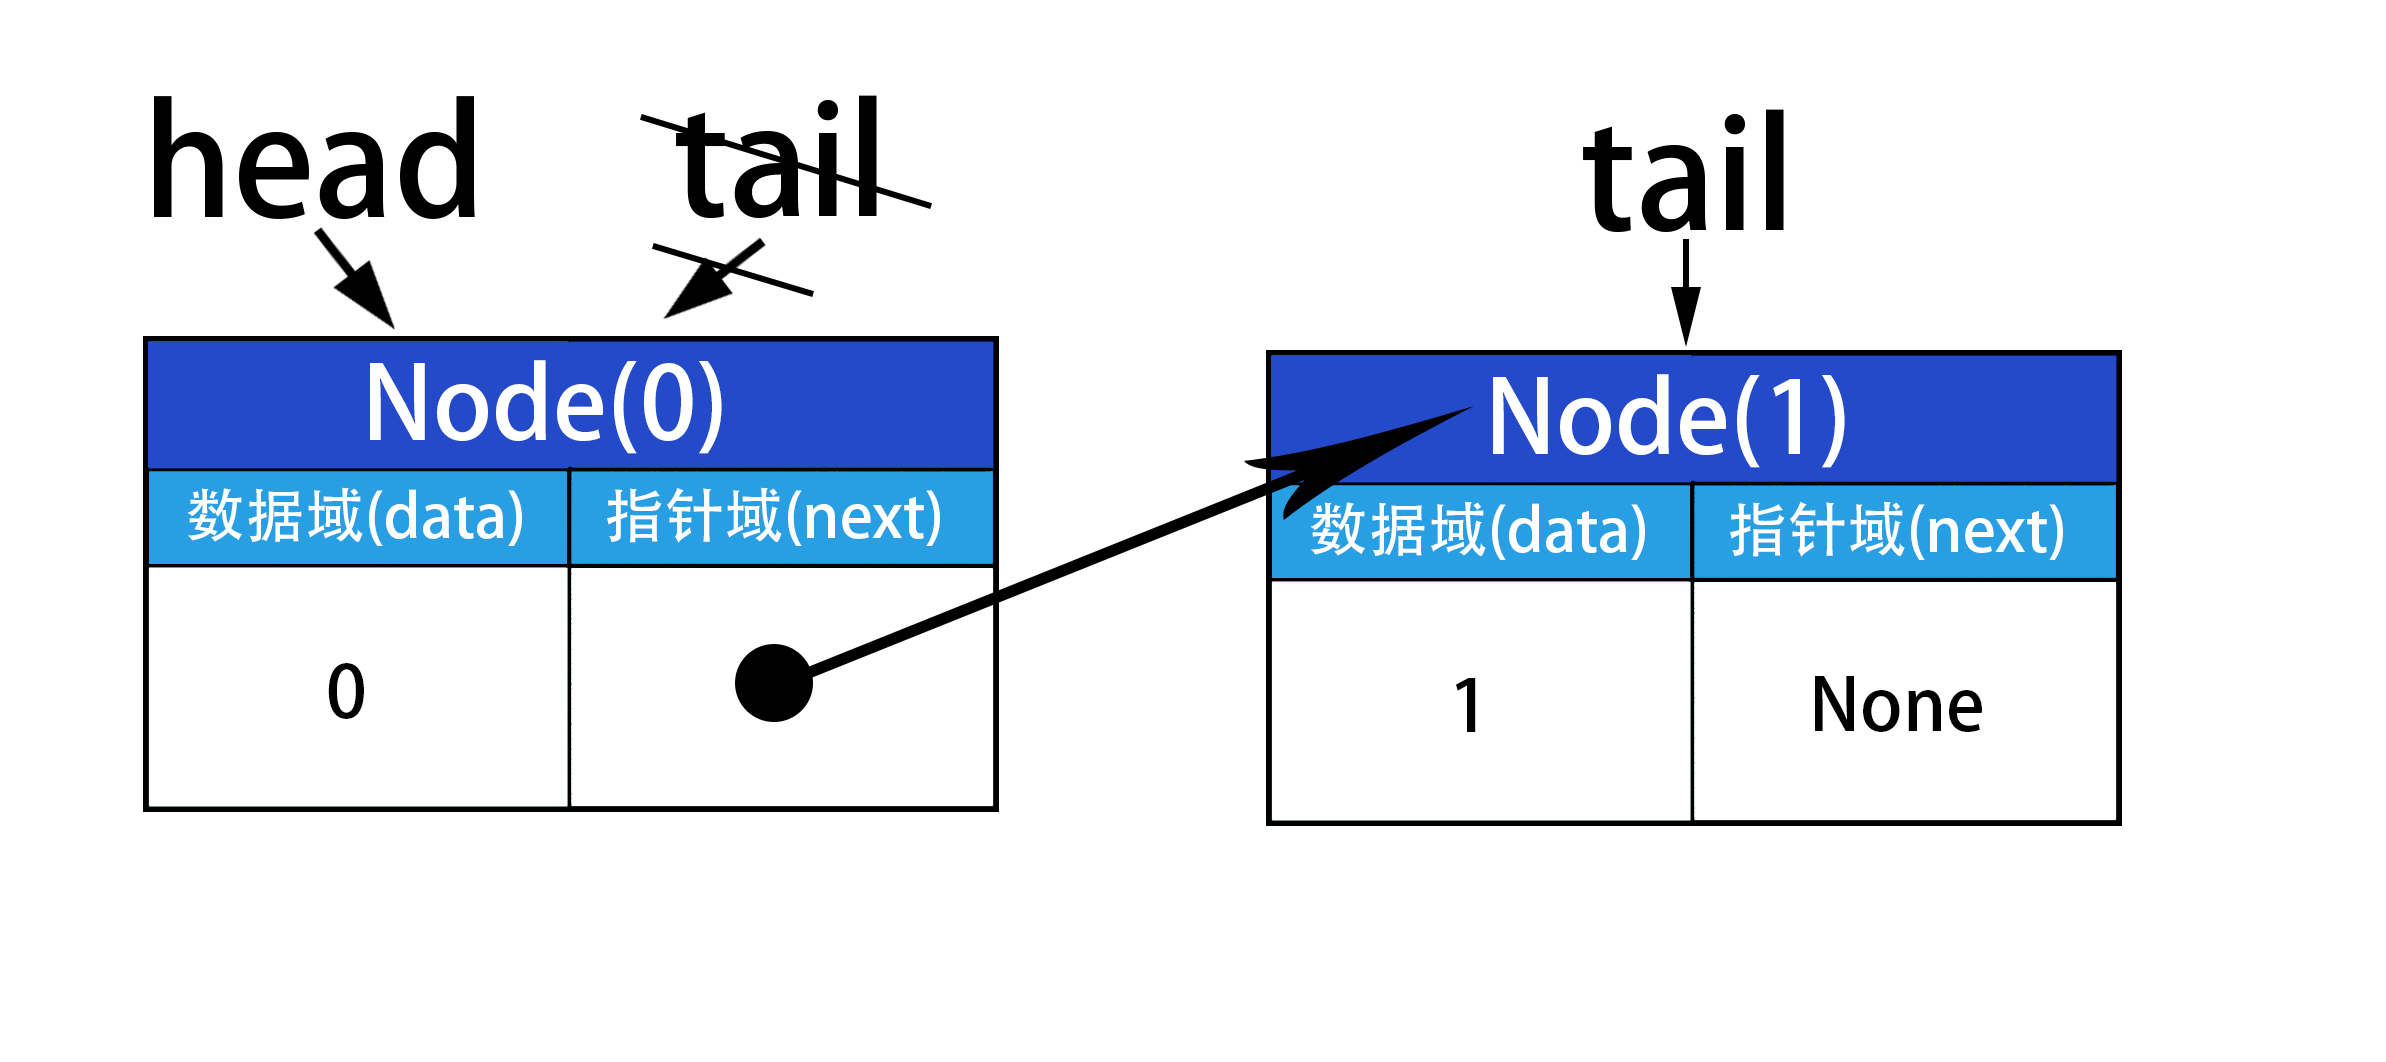 head
tail
tail
Node(0)
数据域(data)
指针域(next)
0
Node(1)
数据域(data)
指针域(next)
1
None